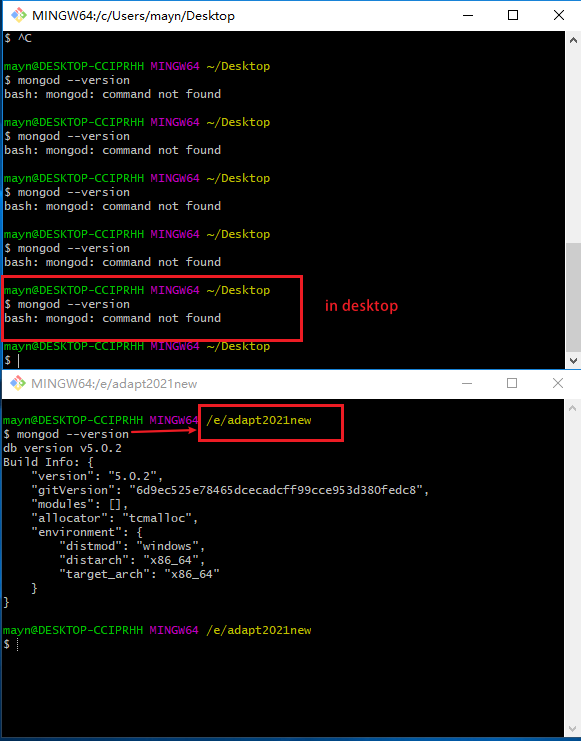 MINGW64:/c/Users/mayn/Desktop
$ ^C
mayn@DESKTOP-CCIPRHH MINGW64 ~/Desktop
$ mongod --version
bash: mongod: command not found
mayn@DESKTOP-CCIPRHH MINGW64 ~/Desktop
$ mongod --version
bash: mongod: command not found
mayn@DESKTOP-CCIPRHH MINGW64 ~/Desktop
$ mongod --version
bash: mongod: command not found
mayn@DESKTOP-CCIPRHH MINGW64 ~/Desktop
$ mongod --version
bash: mongod: command not found
mayn@DESKTOP-CCIPRHH MINGW64 ~/Desktop
$ mongod --version
in desktop
bash: mongod: command not found
mayn@DESKTOP-CCIPRHH MINGW64 ~/Desktop
$
MINGW64:/e/adapt2021new
mayn@DESKTOP-CCIPRHH MINGW64 /e/adapt2021new
$ mongod --version
db version v5.0.2
Build Info: {
    "version": "5.0.2",
    "gitVersion": "6d9ec525e78465dcecadcff99cce953d380fedc8",
    "modules": [],
    "allocator": "tcmalloc",
    "environment": {
        "distmod": "windows",
        "distarch": "x86_64",
        "target_arch": "x86_64"
    }
}
mayn@DESKTOP-CCIPRHH MINGW64 /e/adapt2021new
$